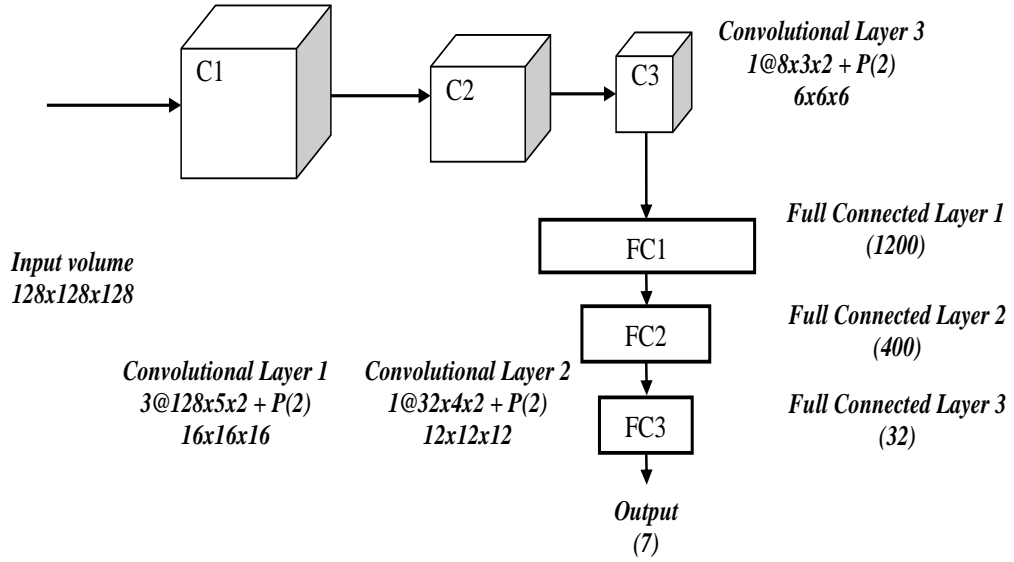 C1
C2
C3
Convolutional Layer 3
1@8x3x2 + P(2)
6x6x6
Input volume
128x128x128
Convolutional Layer 1
3@128x5x2 + P(2)
16x16x16
Convolutional Layer 2
1@32x4x2 + P(2)
12x12x12
FC1
Full Connected Layer 1
(1200)
FC2
Full Connected Layer 2
(400)
FC3
Full Connected Layer 3
(32)
Output
(7)